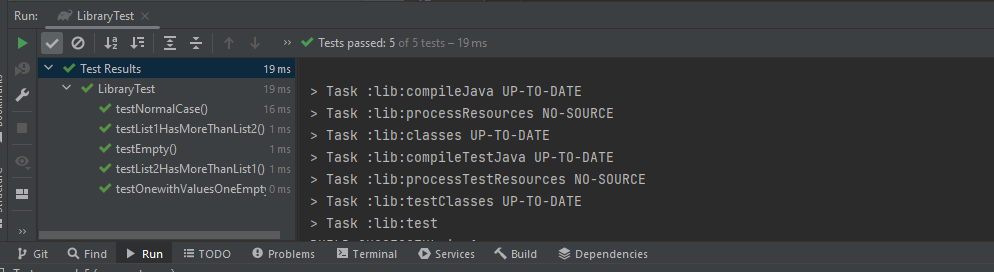 Run: LibraryTest
Tests passed: 5 of 5 tests – 19 ms
Test Results 19 ms
LibraryTest 19 ms
testNormalCase() 16 ms
testList1HasMoreThanList2() 1 ms
testEmpty() 1 ms
testList2HasMoreThanList1() 1 ms
testOnewithValuesOneEmpty 0 ms
> Task :lib:compileJava UP-TO-DATE
> Task :lib:processResources NO-SOURCE
> Task :lib:classes UP-TO-DATE
> Task :lib:compileTestJava UP-TO-DATE
> Task :lib:processTestResources NO-SOURCE
> Task :lib:testClasses UP-TO-DATE
> Task :lib:test
Git Find Run TODO Problems Terminal Services Build Dependencies